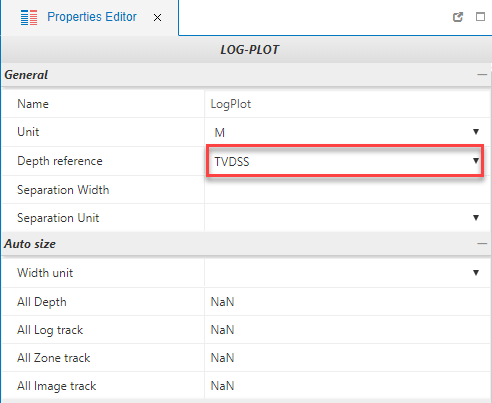 Properties Editor
LOG-PLOT
General
Name LogPlot
Unit M
Depth reference TVDSS
Separation Width
Separation Unit
Auto size
Width unit
All Depth NaN
All Log track NaN
All Zone track NaN
All Image track NaN